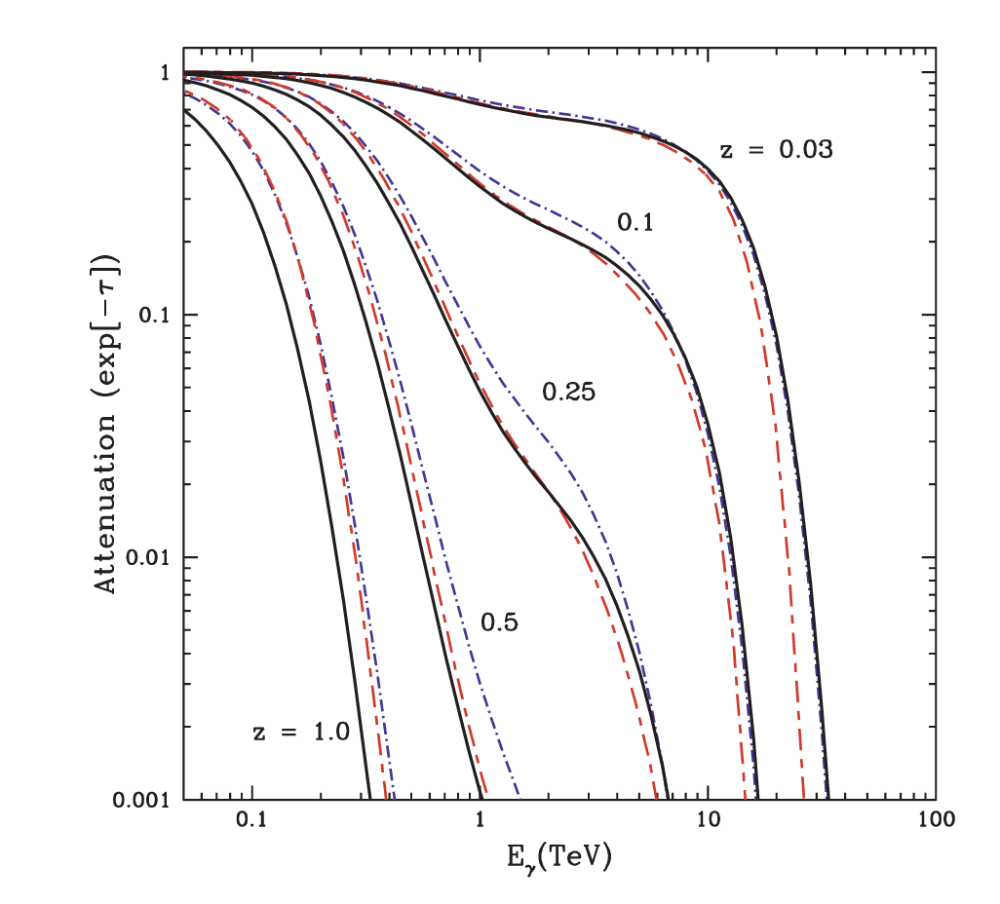 1
0.1
0.01
0.001
Attenuation (exp[−τ])
z = 0.03
0.1
0.25
0.5
z = 1.0
0.1 1 10 100
Eγ(TeV)